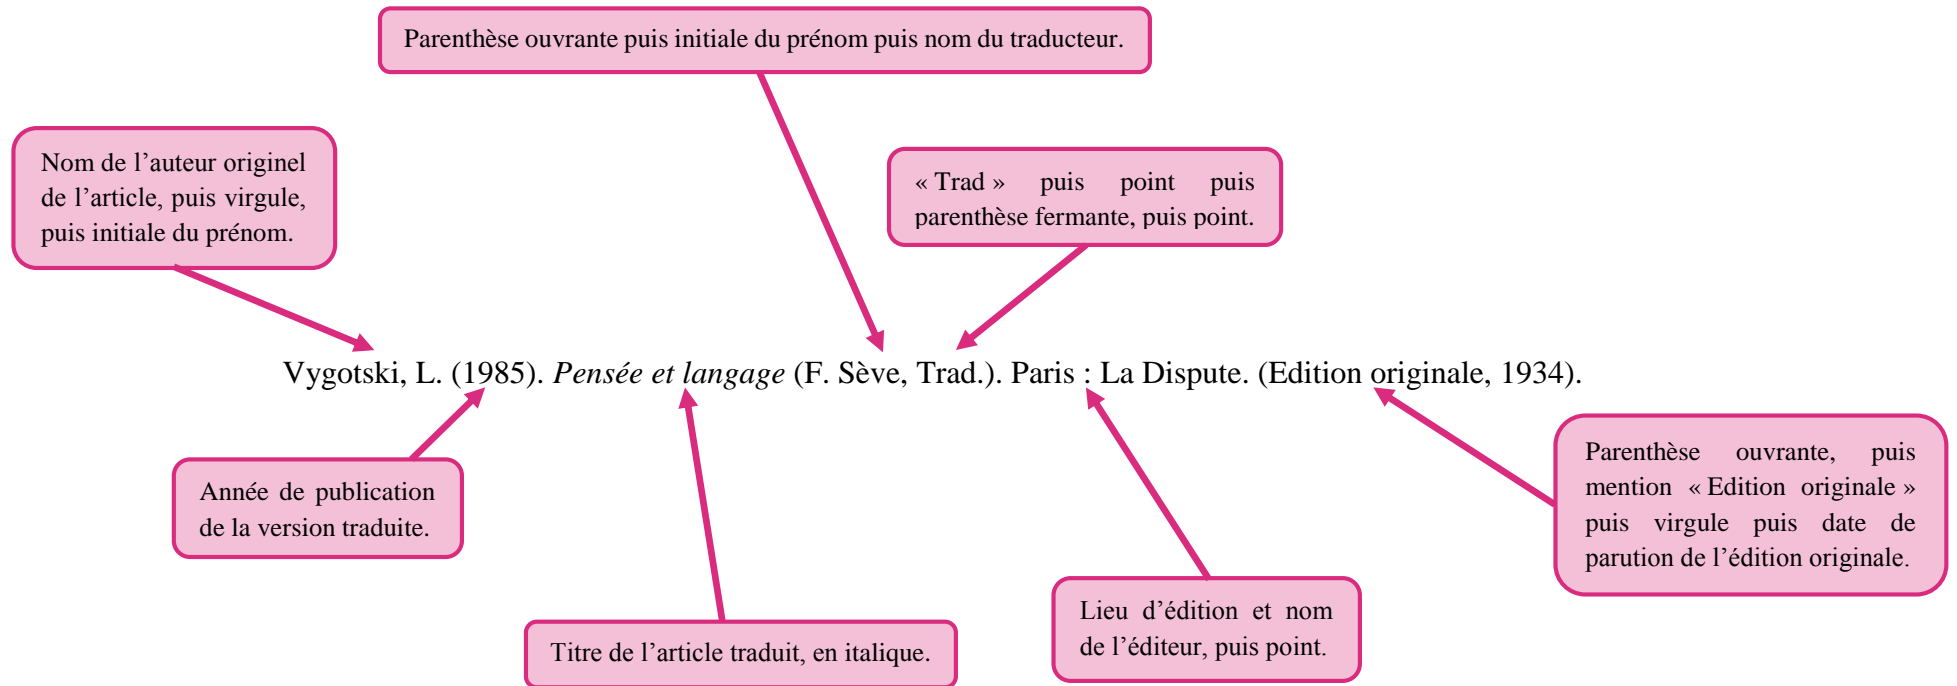 Parenthèse ouvrante puis initiale du prénom puis nom du traducteur.
Nom de l’auteur originel
de l’article, puis virgule,
puis initiale du prénom.
« Trad » puis point puis
parenthèse fermante, puis point.
Vygotski, L. (1985). Pensée et langage (F. Sève, Trad.). Paris : La Dispute. (Edition originale, 1934).
Année de publication
de la version traduite.
Titre de l’article traduit, en italique.
Lieu d’édition et nom
de l’éditeur, puis point.
Parenthèse ouvrante, puis
mention « Edition originale »
puis virgule puis date de
parution de l’édition originale.